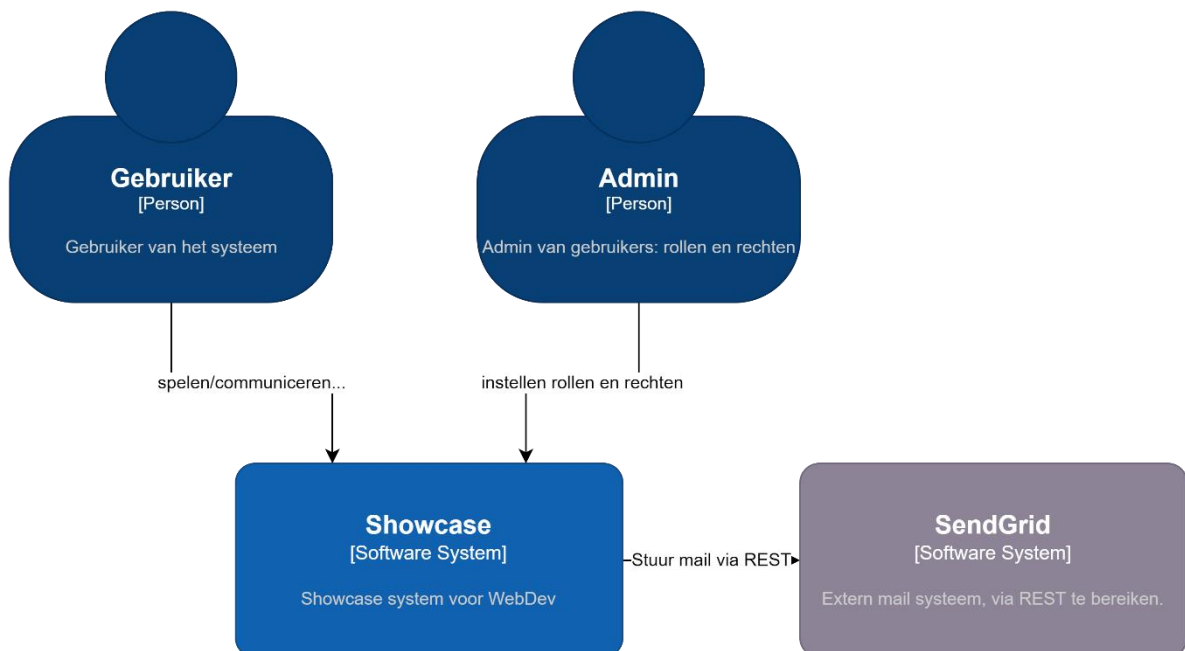 Gebruiker
[Person]
Gebruiker van het systeem
Admin
[Person]
Admin van gebruikers: rollen en rechten
spelen/communiceren...
instellen rollen en rechten
Showcase
[Software System]
Showcase system voor WebDev
Stuur mail via REST
SendGrid
[Software System]
Extern mail systeem, via REST te bereiken.